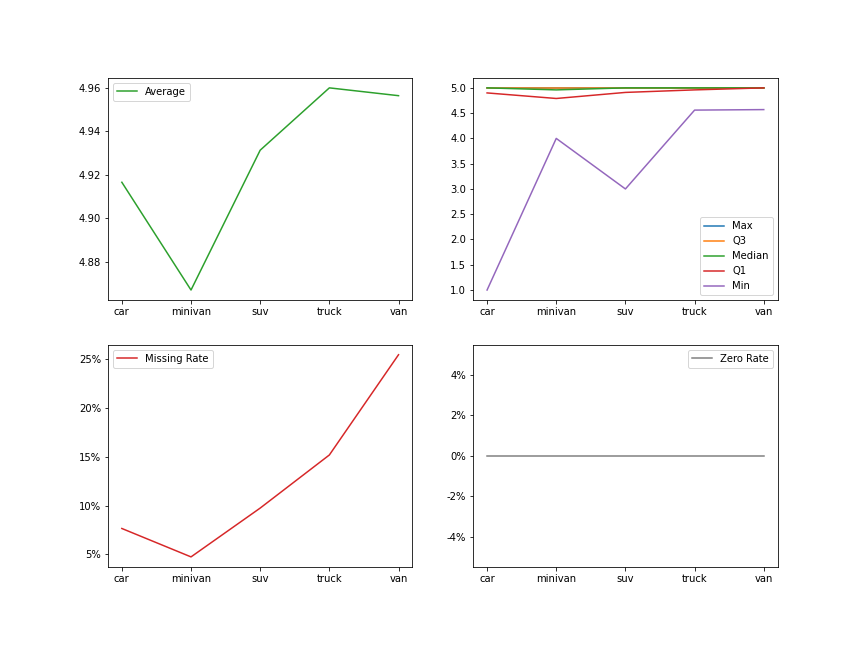 Average
4.96
4.94
4.92
4.90
4.88
car minivan suv truck van
5.0
4.5
4.0
3.5
3.0
2.5
2.0
1.5
1.0
Max
Q3
Median
Q1
Min
car minivan suv truck van
Missing Rate
25%
20%
15%
10%
5%
car minivan suv truck van
Zero Rate
4%
2%
0%
-2%
-4%
car minivan suv truck van